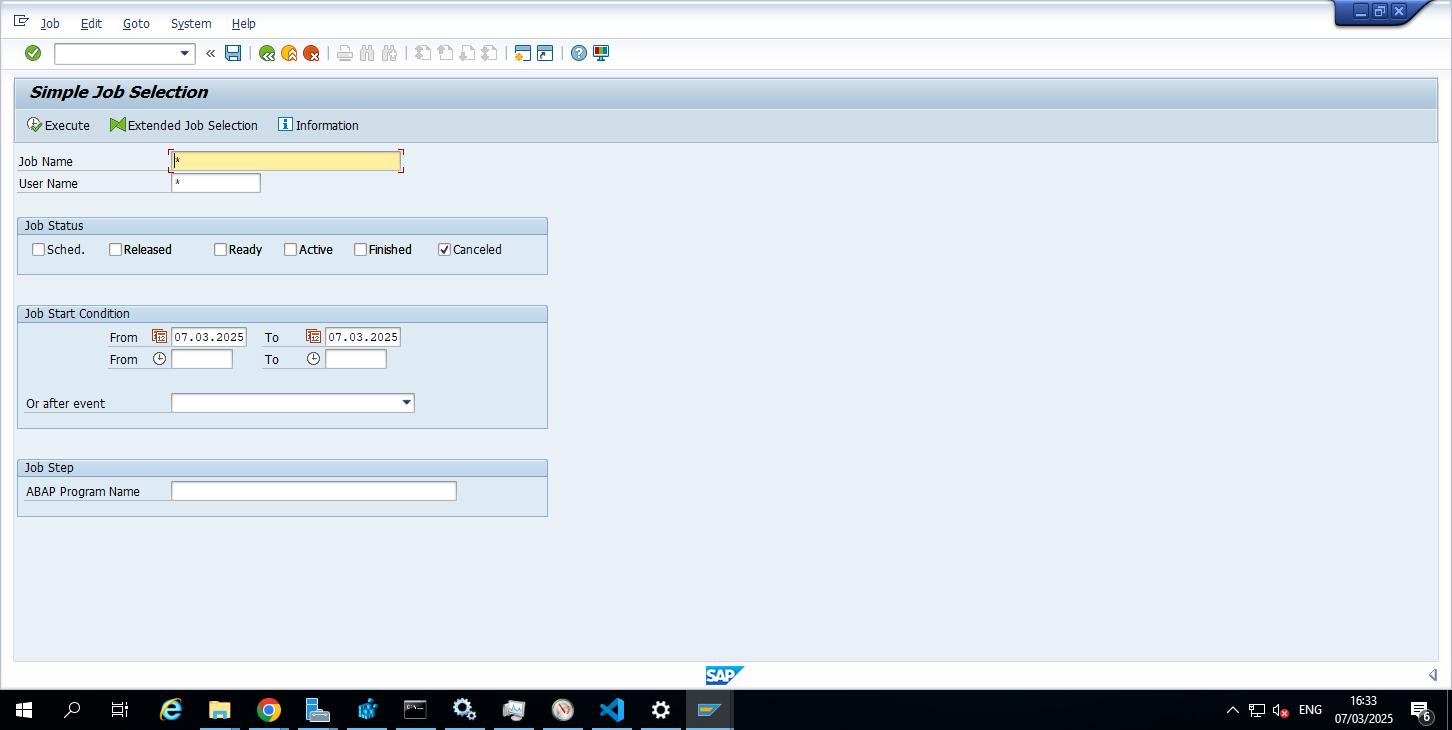 Job Edit Goto System Help
Simple Job Selection
Execute Extended Job Selection Information
Job Name *
User Name *
Job Status
Sched. Released Ready Active Finished Canceled
Job Start Condition
From 07.03.2025 To 07.03.2025
From To
Or after event
Job Step
ABAP Program Name
SAP
ENG
16:33
07/03/2025
6